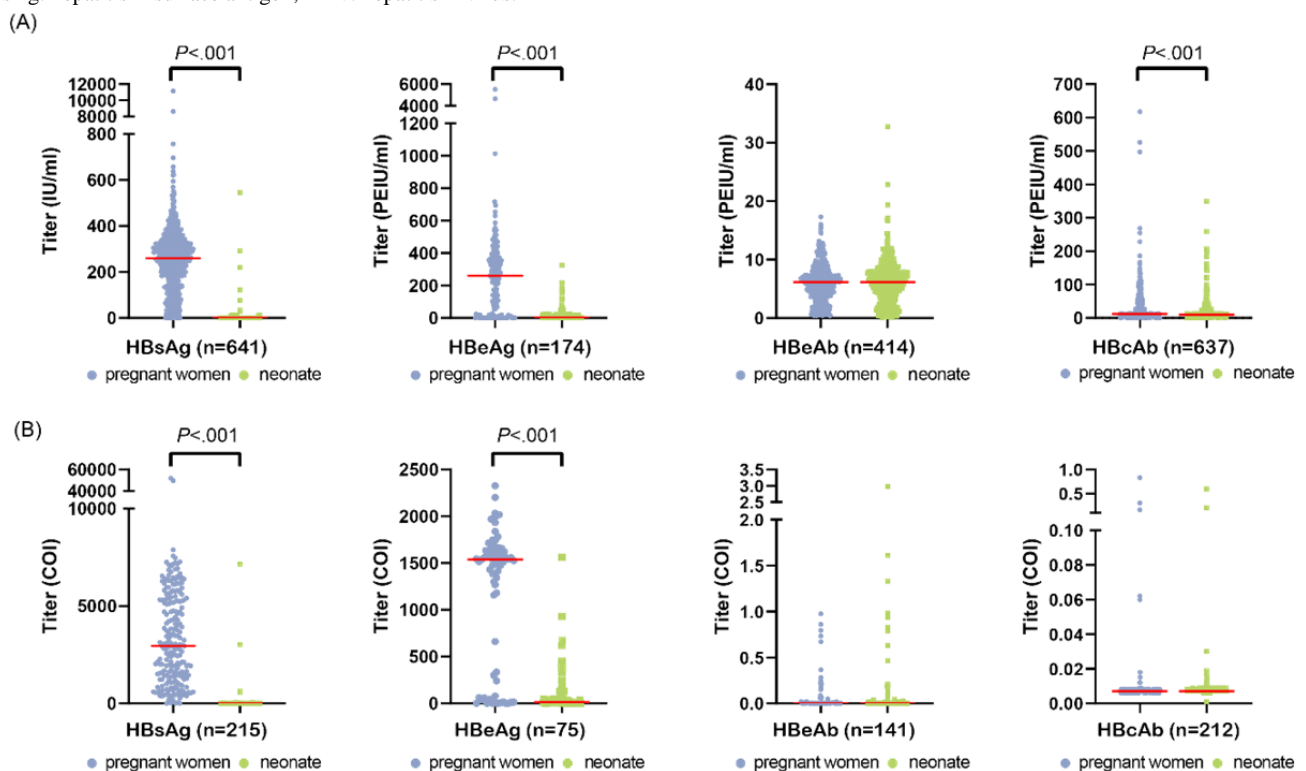 (A)
P<.001
P<.001
P<.001
12000
10000
8000
800
600
400
200
0
Titer (IU/ml)
HBsAg (n=641)
pregnant women
neonate
6000
4000
1200
1000
800
600
400
200
0
Titer (PEIU/ml)
HBeAg (n=174)
pregnant women
neonate
40
30
20
10
0
Titer (PEIU/ml)
HBeAb (n=414)
pregnant women
neonate
700
600
500
400
300
200
100
0
Titer (PEIU/ml)
HBcAb (n=637)
pregnant women
neonate
(B)
P<.001
P<.001
60000
40000
10000
5000
0
Titer (COI)
HBsAg (n=215)
pregnant women
neonate
2500
2000
1500
1000
500
0
Titer (COI)
HBeAg (n=75)
pregnant women
neonate
3.5
3.0
2.5
2.0
1.5
1.0
0.5
0.0
Titer (COI)
HBeAb (n=141)
pregnant women
neonate
1.0
0.5
0.10
0.08
0.06
0.04
0.02
0.00
Titer (COI)
HBcAb (n=212)
pregnant women
neonate